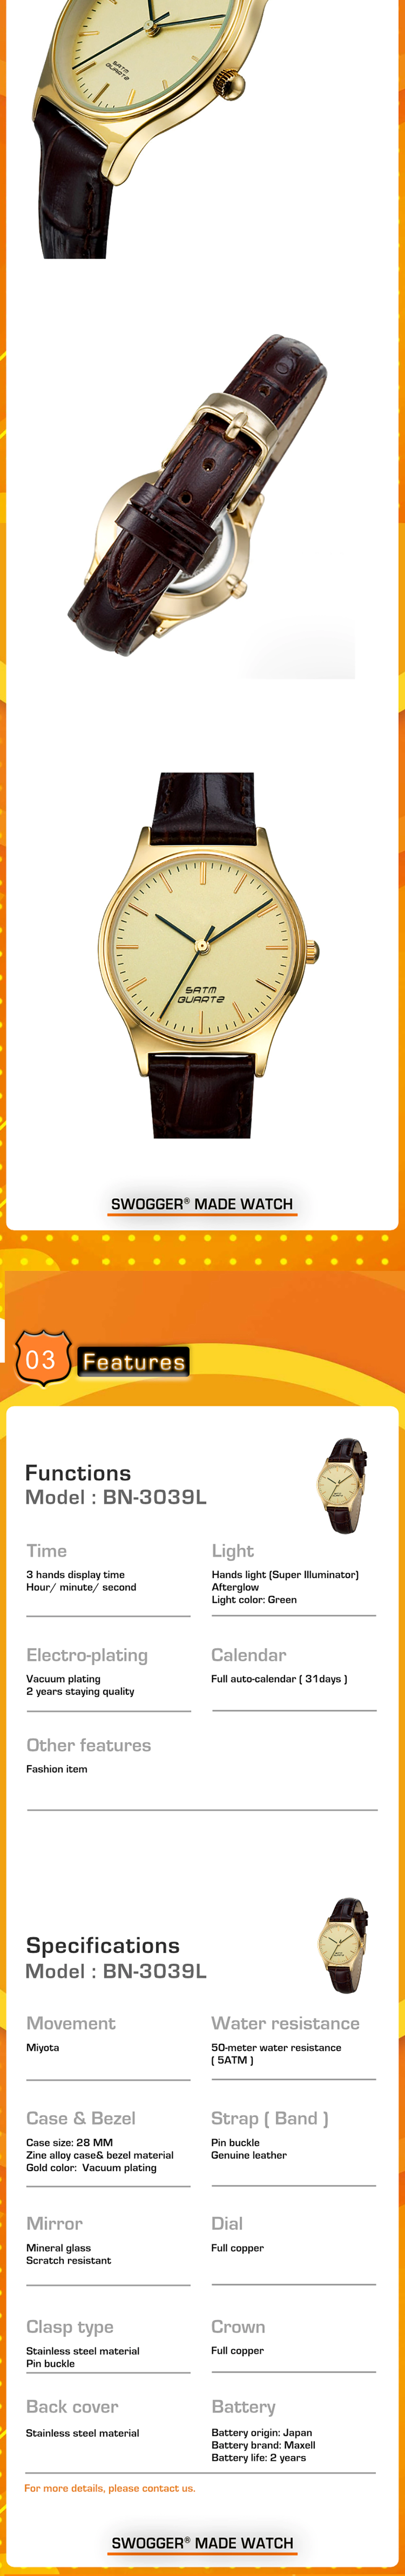 5ATM
QUARTZ
5ATM
QUARTZ
SWOGGER® MADE WATCH
03 Features
Functions
Model : BN-3039L
Time
3 hands display time
Hour/ minute/ second
Light
Hands light (Super Illuminator)
Afterglow
Light color: Green
Electro-plating
Vacuum plating
2 years staying quality
Calendar
Full auto-calendar ( 31days )
Other features
Fashion item
Specifications
Model : BN-3039L
Movement
Miyota
Water resistance
50-meter water resistance
( 5ATM )
Case & Bezel
Case size: 28 MM
Zine alloy case& bezel material
Gold color: Vacuum plating
Strap ( Band )
Pin buckle
Genuine leather
Mirror
Mineral glass
Scratch resistant
Dial
Full copper
Clasp type
Stainless steel material
Pin buckle
Crown
Full copper
Back cover
Stainless steel material
Battery
Battery origin: Japan
Battery brand: Maxell
Battery life: 2 years
For more details, please contact us.
SWOGGER® MADE WATCH